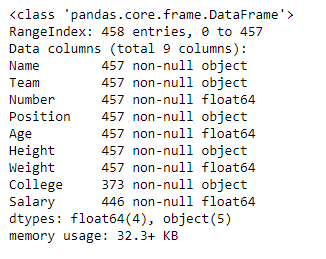 <class 'pandas.core.frame.DataFrame'>
RangeIndex: 458 entries, 0 to 457
Data columns (total 9 columns):
Name        457 non-null object
Team        457 non-null object
Number      457 non-null float64
Position    457 non-null object
Age         457 non-null float64
Height      457 non-null object
Weight      457 non-null float64
College     373 non-null object
Salary      446 non-null float64
dtypes: float64(4), object(5)
memory usage: 32.3+ KB